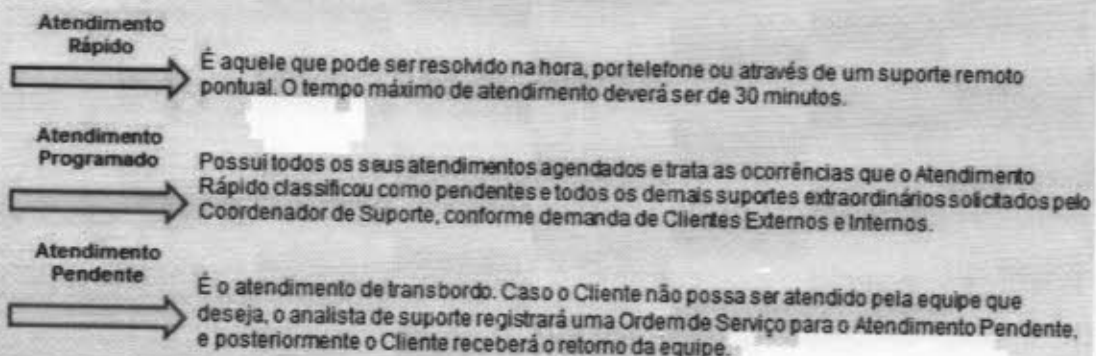 Atendimento
Rápido
É aquele que pode ser resolvido na hora, por telefone ou através de um suporte remoto
pontual. O tempo máximo de atendimento deverá ser de 30 minutos.
Atendimento
Programado
Possui todos os seus atendimentos agendados e trata as ocorrências que o Atendimento
Rápido classificou como pendentes e todos os demais suportes extraordinários solicitados pelo
Coordenador de Suporte, conforme demanda de Clientes Externos e Internos.
Atendimento
Pendente
É o atendimento de transbordo. Caso o Cliente não possa ser atendido pela equipe que
deseja, o analista de suporte registrará uma Ordem de Serviço para o Atendimento Pendente,
e posteriormente o Cliente receberá o retorno da equipe.